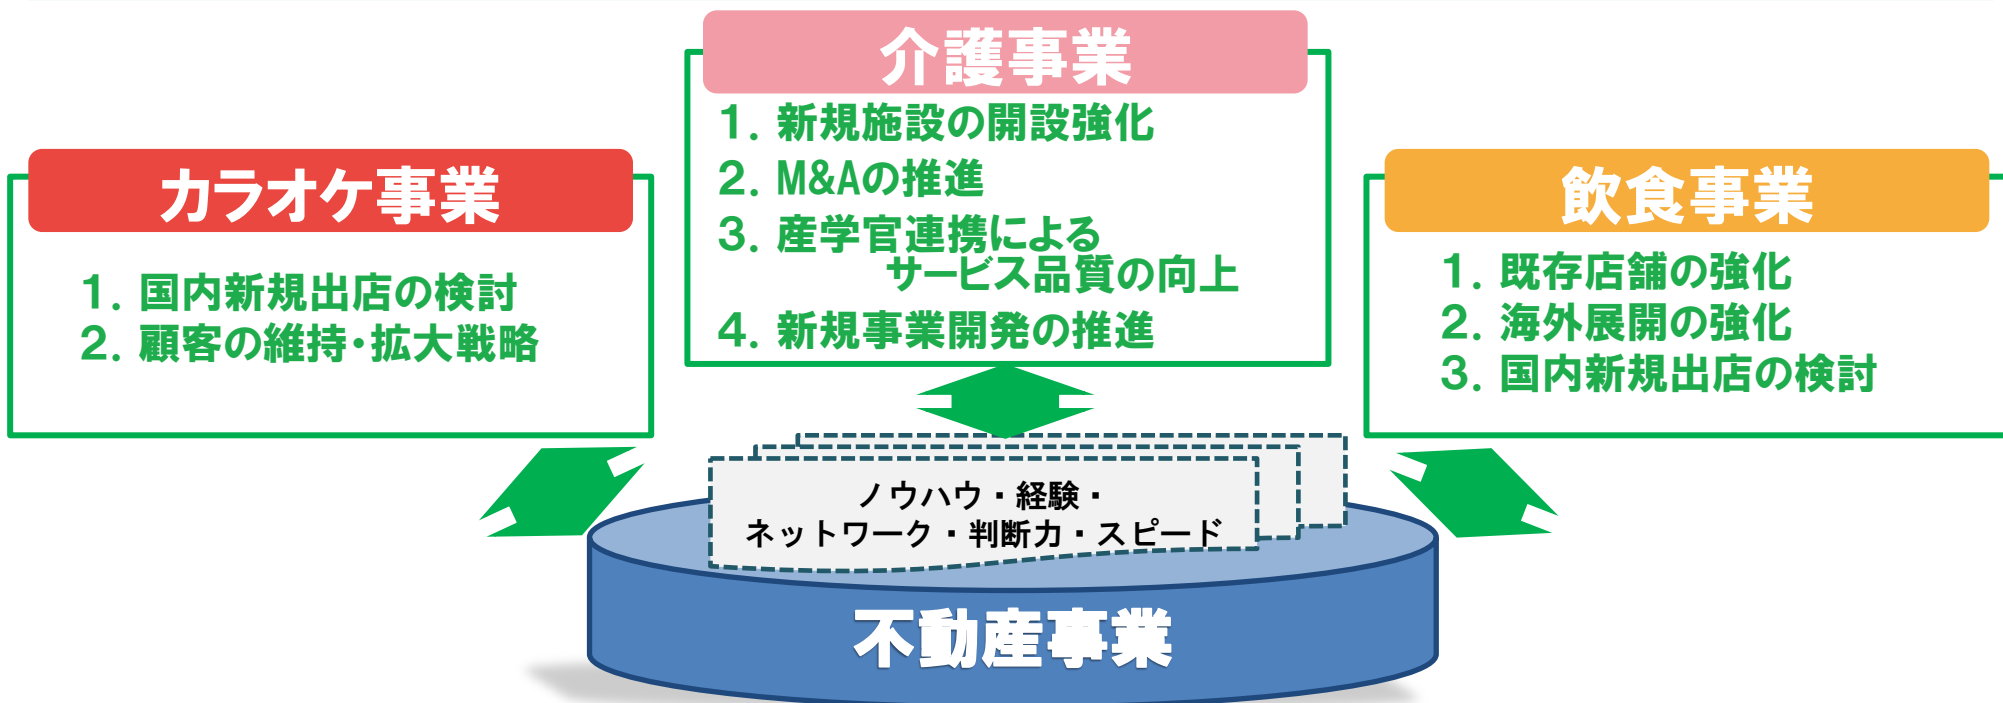 介護事業
1. 新規施設の開設強化
2. M&Aの推進
3. 産学官連携による
サービス品質の向上
4. 新規事業開発の推進
カラオケ事業
1. 国内新規出店の検討
2. 顧客の維持・拡大戦略
飲食事業
1. 既存店舗の強化
2. 海外展開の強化
3. 国内新規出店の検討
ノウハウ・経験・
ネットワーク・判断力・スピード
不動産事業